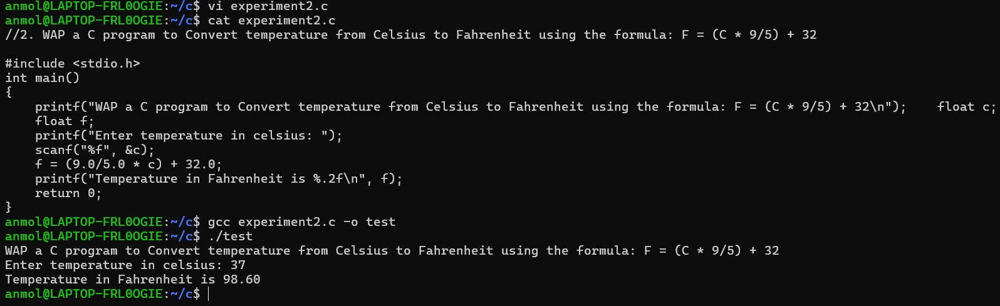 anmol@LAPTOP-FRL0OGIE:~/c$ vi experiment2.c
anmol@LAPTOP-FRL0OGIE:~/c$ cat experiment2.c
//2. WAP a C program to Convert temperature from Celsius to Fahrenheit using the formula: F = (C * 9/5) + 32
#include <stdio.h>
int main()
{
    printf("WAP a C program to Convert temperature from Celsius to Fahrenheit using the formula: F = (C * 9/5) + 32\n");    float c;
    float f;
    printf("Enter temperature in celsius: ");
    scanf("%f", &c);
    f = (9.0/5.0 * c) + 32.0;
    printf("Temperature in Fahrenheit is %.2f\n", f);
    return 0;
}
anmol@LAPTOP-FRL0OGIE:~/c$ gcc experiment2.c -o test
anmol@LAPTOP-FRL0OGIE:~/c$ ./test
WAP a C program to Convert temperature from Celsius to Fahrenheit using the formula: F = (C * 9/5) + 32
Enter temperature in celsius: 37
Temperature in Fahrenheit is 98.60
anmol@LAPTOP-FRL0OGIE:~/c$